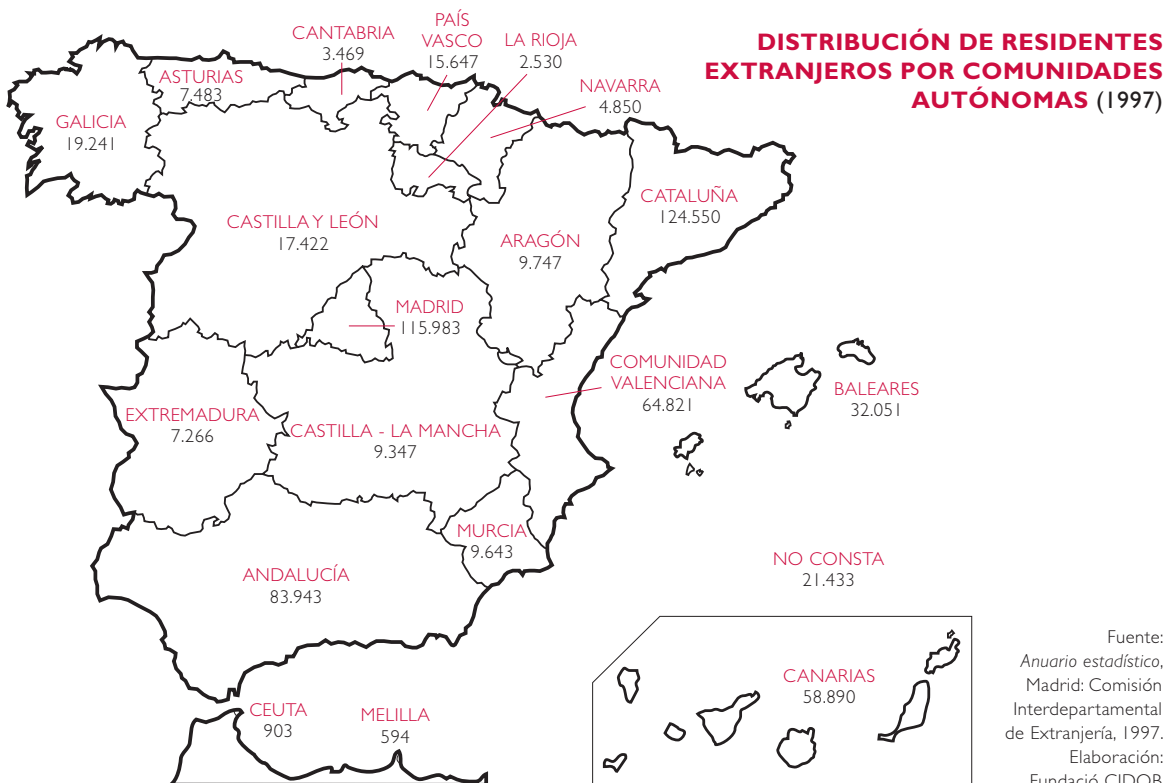 DISTRIBUCIÓN DE RESIDENTES
EXTRANJEROS POR COMUNIDADES
AUTÓNOMAS (1997)
PAÍS
VASCO
15.647
CANTABRIA
3.469
LA RIOJA
2.530
NAVARRA
4.850
ASTURIAS
7.483
GALICIA
19.241
CATALUÑA
124.550
CASTILLA Y LEÓN
17.422
ARAGÓN
9.747
MADRID
115.983
COMUNIDAD
VALENCIANA
64.821
BALEARES
32.051
EXTREMADURA
7.266
CASTILLA - LA MANCHA
9.347
MURCIA
9.643
ANDALUCÍA
83.943
NO CONSTA
21.433
CANARIAS
58.890
CEUTA
903
MELILLA
594
Fuente:
Anuario estadístico,
Madrid: Comisión
Interdepartamental
de Extranjería, 1997.
Elaboración:
Fundació CIDOB